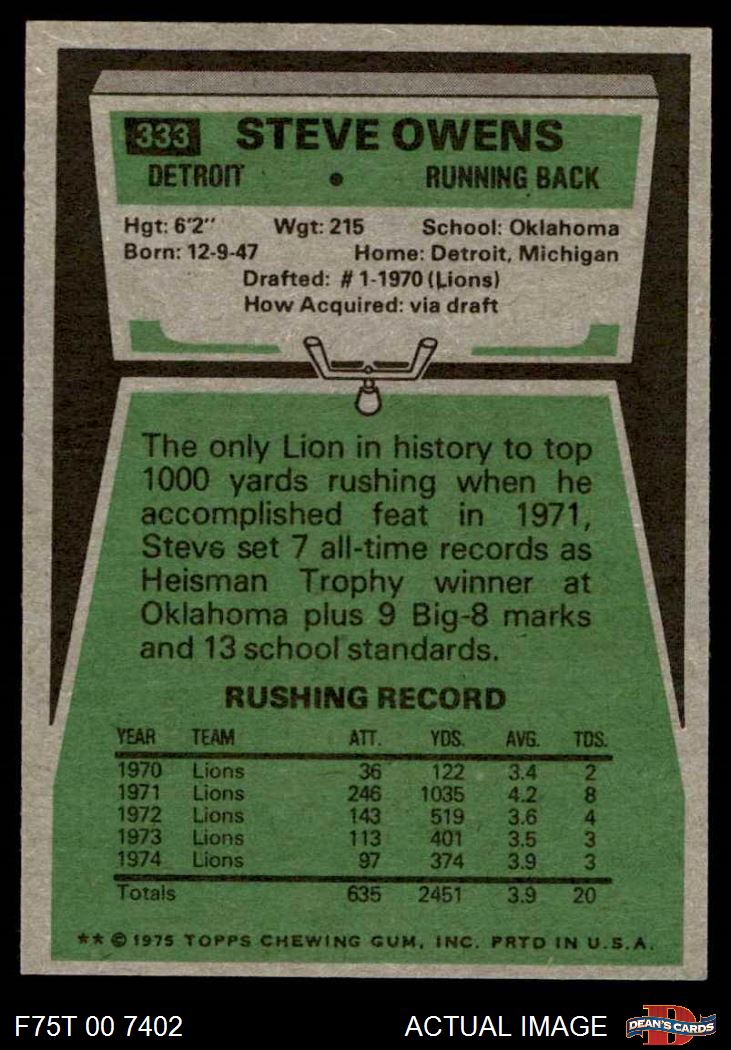 333 STEVE OWENS
DETROIT • RUNNING BACK
Hgt: 6'2" Wgt: 215 School: Oklahoma
Born: 12-9-47 Home: Detroit, Michigan
Drafted: # 1-1970 (Lions)
How Acquired: via draft
The only Lion in history to top
1000 yards rushing when he
accomplished feat in 1971,
Steve set 7 all-time records as
Heisman Trophy winner at
Oklahoma plus 9 Big-8 marks
and 13 school standards.
RUSHING RECORD
YEAR TEAM ATT. YDS. AVG. TDS.
1970 Lions 36 122 3.4 2
1971 Lions 246 1035 4.2 8
1972 Lions 143 519 3.6 4
1973 Lions 113 401 3.5 3
1974 Lions 97 374 3.9 3
Totals 635 2451 3.9 20
** © 1975 TOPPS CHEWING GUM, INC. PRTD IN U.S.A.
F75T 00 7402 ACTUAL IMAGE DEAN'S CARDS